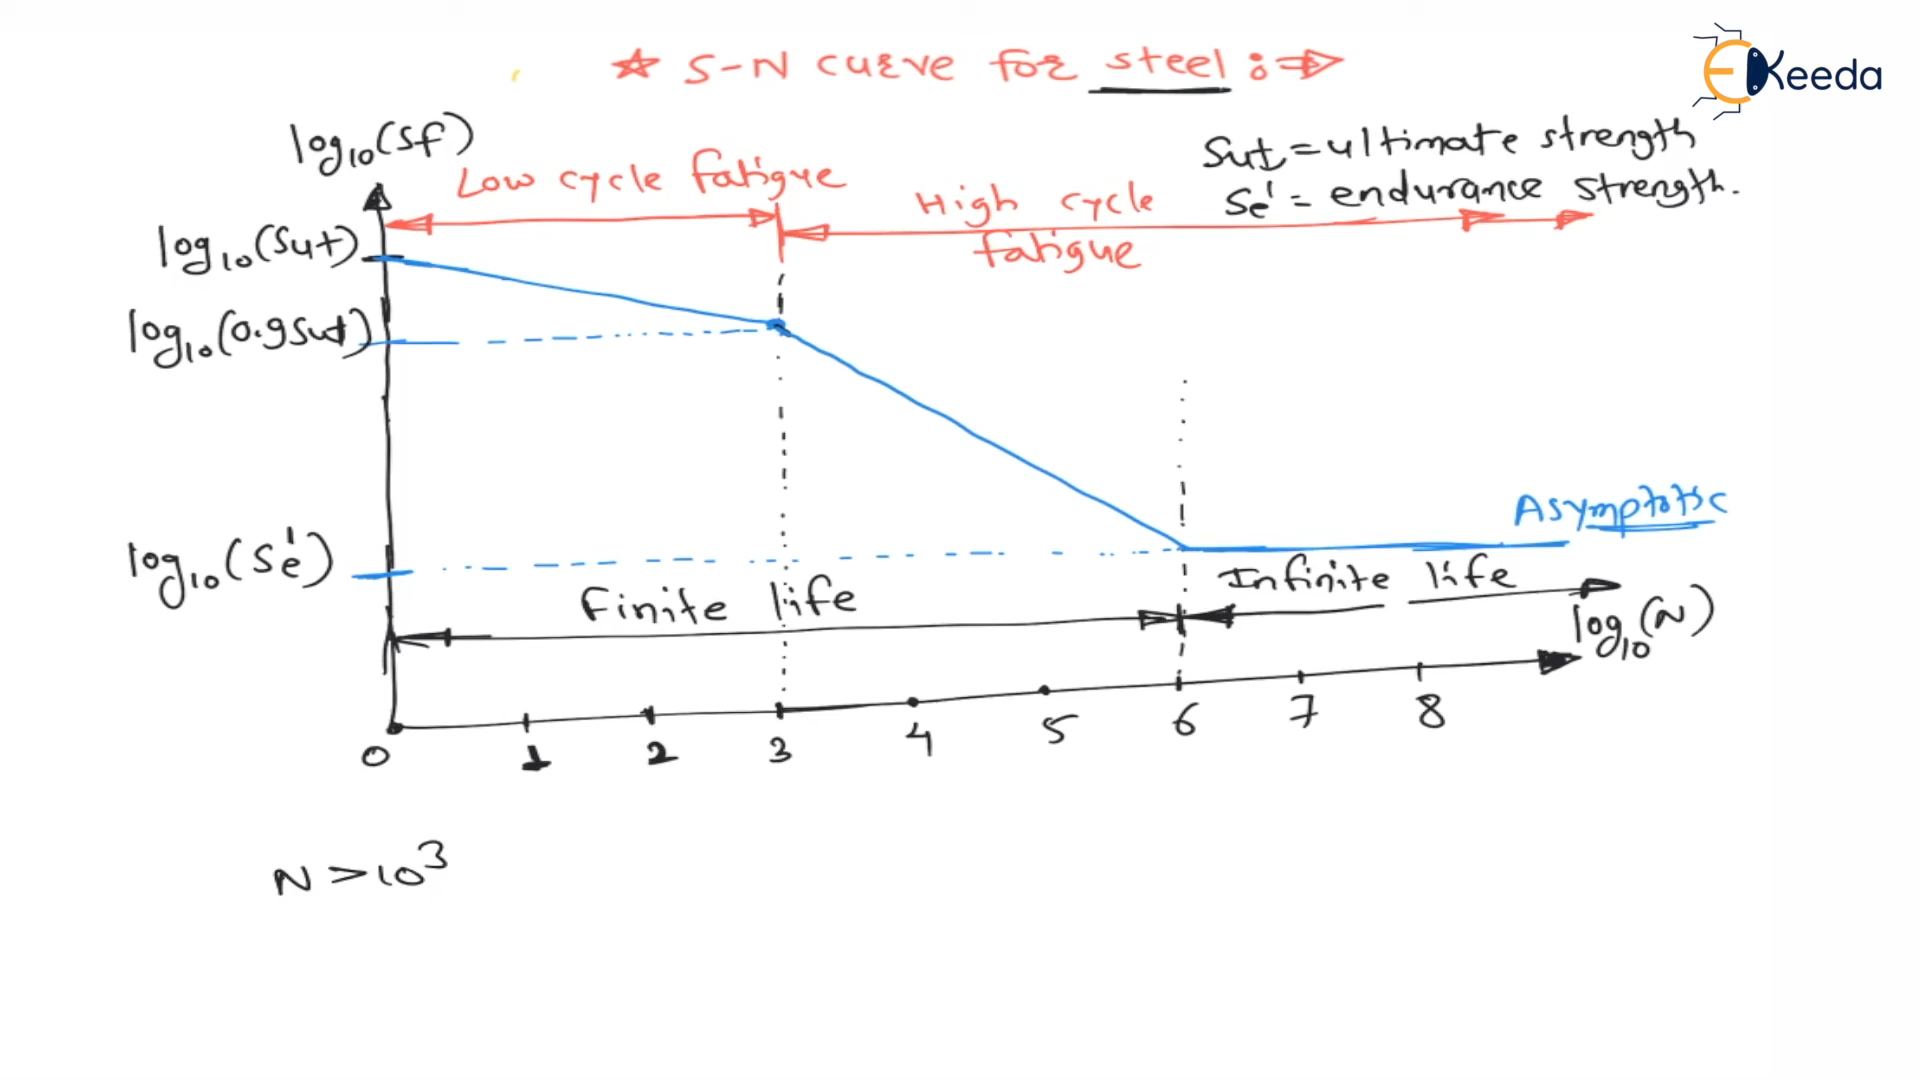 ☆ S-N curve for steel :⇒
EKeeda
log₁₀(Sf)
Sut = ultimate strength
Se' = endurance strength.
Low cycle fatigue
High cycle
fatigue
log₁₀(Sut)
log₁₀(0.9Sut)
Asymptotic
log₁₀(Se')
Finite life
Infinite life
log₁₀(N)
0 1 2 3 4 5 6 7 8
N > 10³